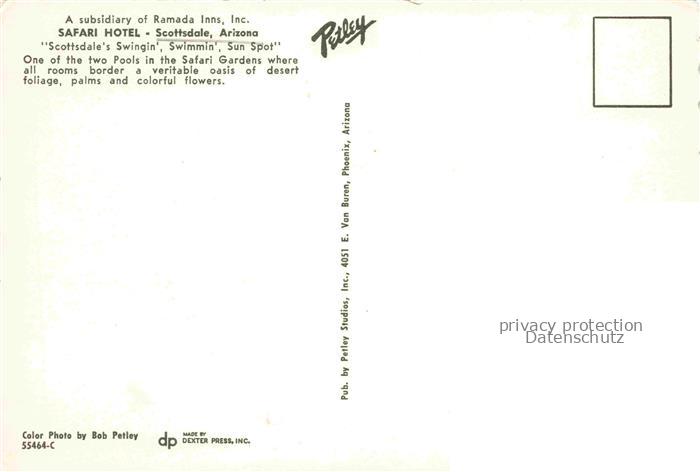 A subsidiary of Ramada Inns, Inc.
SAFARI HOTEL - Scottsdale, Arizona
"Scottsdale's Swingin', Swimmin', Sun Spot"
One of the two Pools in the Safari Gardens where
all rooms border a veritable oasis of desert
foliage, palms and colorful flowers.
Petley
Pub. by Petley Studios, Inc., 4051 E. Van Buren, Phoenix, Arizona
privacy protection
Datenschutz
Color Photo by Bob Petley
55464-C
dp
MADE BY
DEXTER PRESS, INC.